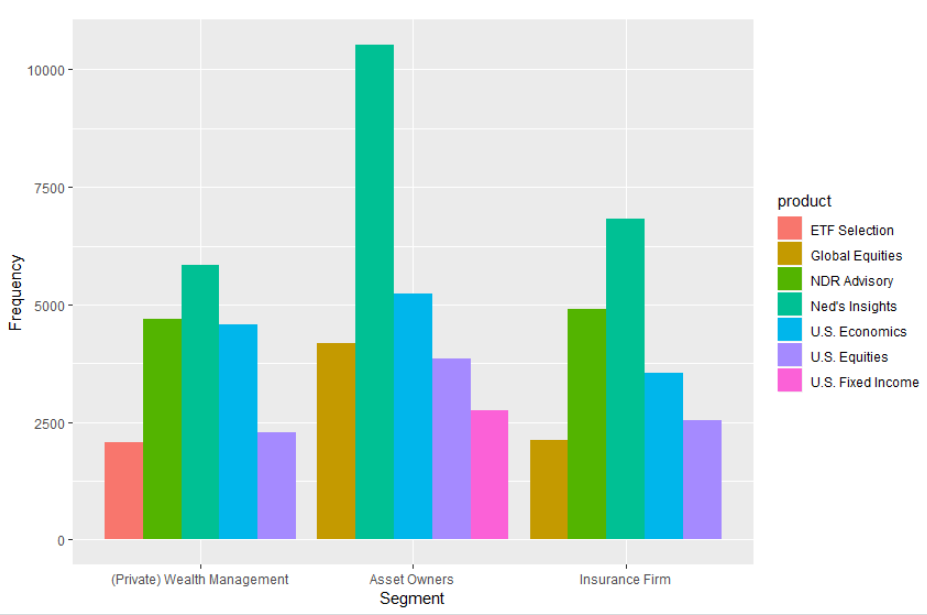 10000
7500
5000
2500
0
Frequency
(Private) Wealth Management
Asset Owners
Insurance Firm
Segment
product
ETF Selection
Global Equities
NDR Advisory
Ned's Insights
U.S. Economics
U.S. Equities
U.S. Fixed Income